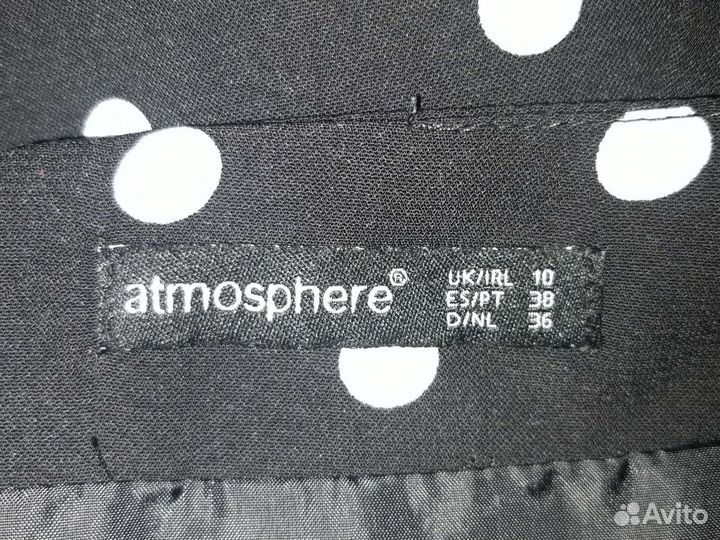 atmosphere®
UK/IRL 10
ES/PT 38
D/NL 36
Avito